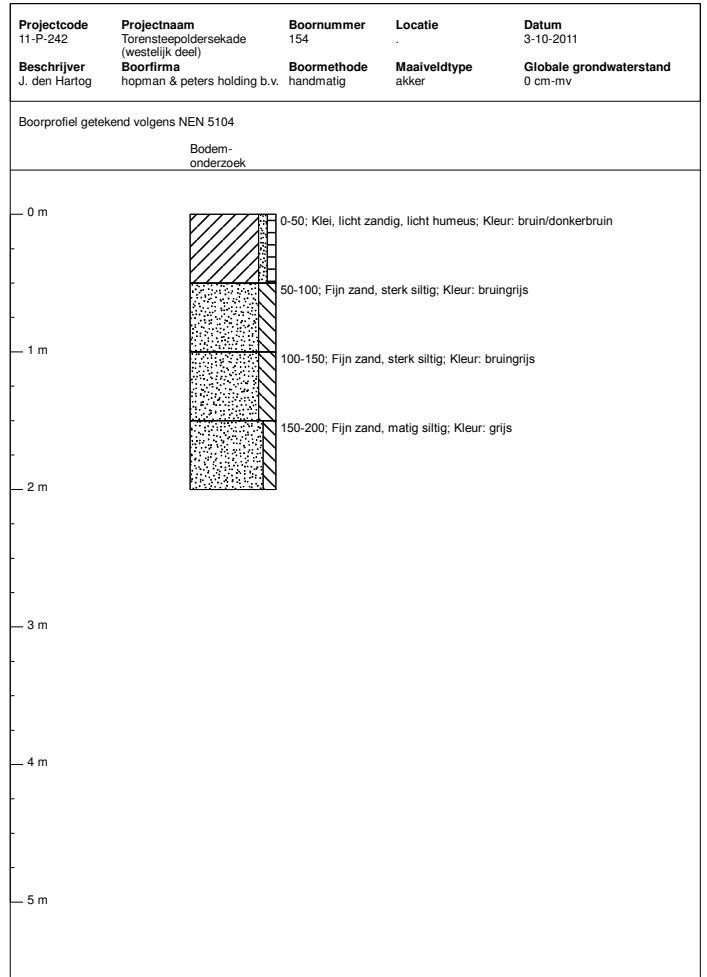 Projectcode Projectnaam Boornummer Locatie Datum
11-P-242 Torensteepoldersekade 154 . 3-10-2011
(westelijk deel)
Beschrijver Boorfirma Boormethode Maaiveldtype Globale grondwaterstand
J. den Hartog hopman & peters holding b.v. handmatig akker 0 cm-mv
Boorprofiel getekend volgens NEN 5104
Bodem-
onderzoek
0 m
0-50; Klei, licht zandig, licht humeus; Kleur: bruin/donkerbruin
50-100; Fijn zand, sterk siltig; Kleur: bruingrijs
1 m
100-150; Fijn zand, sterk siltig; Kleur: bruingrijs
150-200; Fijn zand, matig siltig; Kleur: grijs
2 m
3 m
4 m
5 m